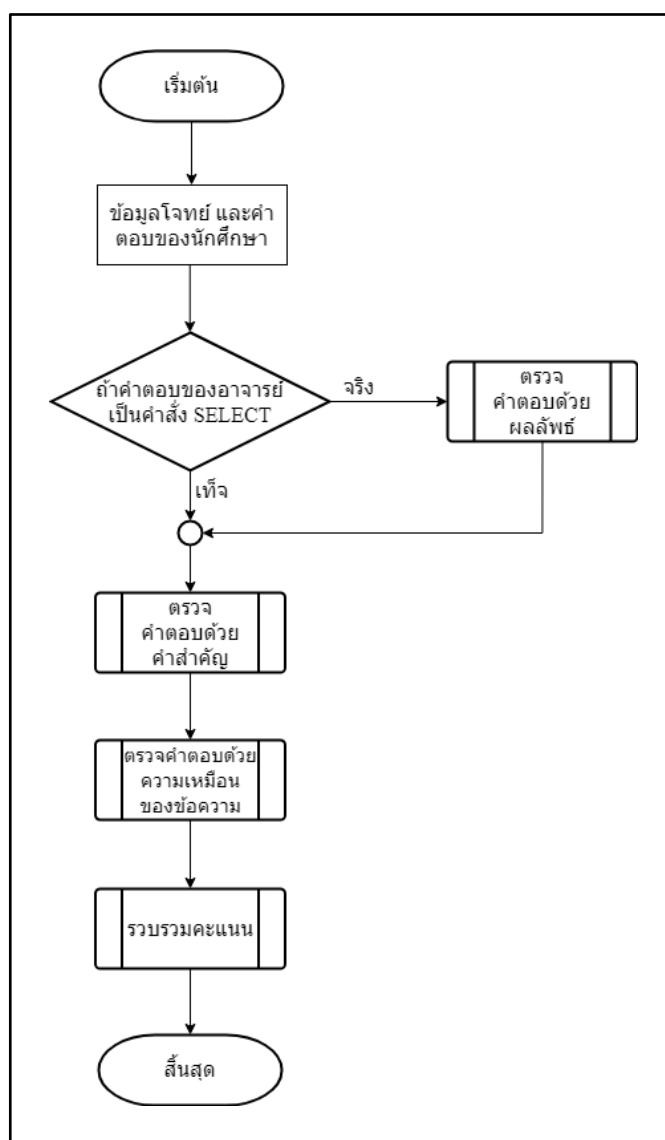 เริ่มต้น
ข้อมูลโจทย์ และคำ
ตอบของนักศึกษา
ถ้าคำตอบของอาจารย์
เป็นคำสั่ง SELECT
จริง
ตรวจ
คำตอบด้วย
ผลลัพธ์
เท็จ
ตรวจ
คำตอบด้วย
คำสำคัญ
ตรวจคำตอบด้วย
ความเหมือน
ของข้อความ
รวบรวมคะแนน
สิ้นสุด